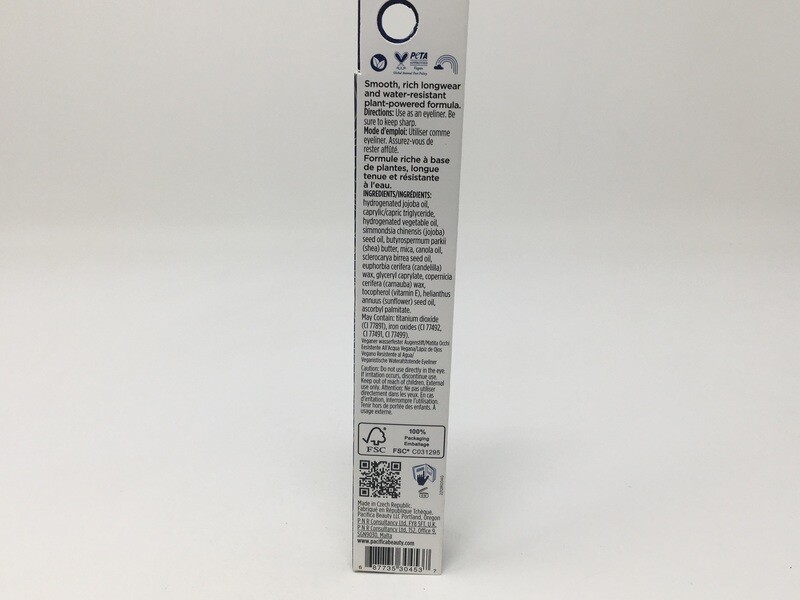 PETA
Smooth, rich longwear
and water-resistant
plant-powered formula.
Directions: Use as an eyeliner. Be
sure to keep sharp.
Mode d'emploi: Utiliser comme
eyeliner. Assurez-vous de
rester affûté.
Formule riche à base
de plantes, longue
tenue et résistante
à l'eau.
INGREDIENTS/INGRÉDIENTS:
hydrogenated jojoba oil,
caprylic/capric triglyceride,
hydrogenated vegetable oil,
simmondsia chinensis (jojoba)
seed oil, butyrospermum parkii
(shea) butter, mica, canola oil,
sclerocarya birrea seed oil,
euphorbia cerifera (candelilla)
wax, glyceryl caprylate, copernicia
cerifera (carnauba) wax,
tocopherol (vitamin E), helianthus
annuus (sunflower) seed oil,
ascorbyl palmitate.
May Contain: titanium dioxide
(CI 77891), iron oxides (CI 77492,
CI 77491, CI 77499).
Veganer wasserfester Augenstift/Matita Occhi
Esistente All'Acqua Vegana/Lápiz de Ojos
Vegano Resistente al Agua/
Veganistische Waterafstotende Eyeliner
Caution: Do not use directly in the eye.
If irritation occurs, discontinue use.
Keep out of reach of children. External
use only. Attention: Ne pas utiliser
directement dans les yeux. En cas
d'irritation, interrompre l'utilisation.
Tenir hors de portée des enfants. À
usage externe.
100%
Packaging
Emballage
FSC
FSC® C031295
Made in Czech Republic.
Fabriqué en République Tchèque.
Pacifica Beauty LLC Portland, Oregon
P N R Consultancy Ltd, FY8 5FT, U.K.
P N R Consultancy Ltd, 152, Office 9,
SGN9030, Malta
www.pacificabeauty.com
6 87735 30453 7